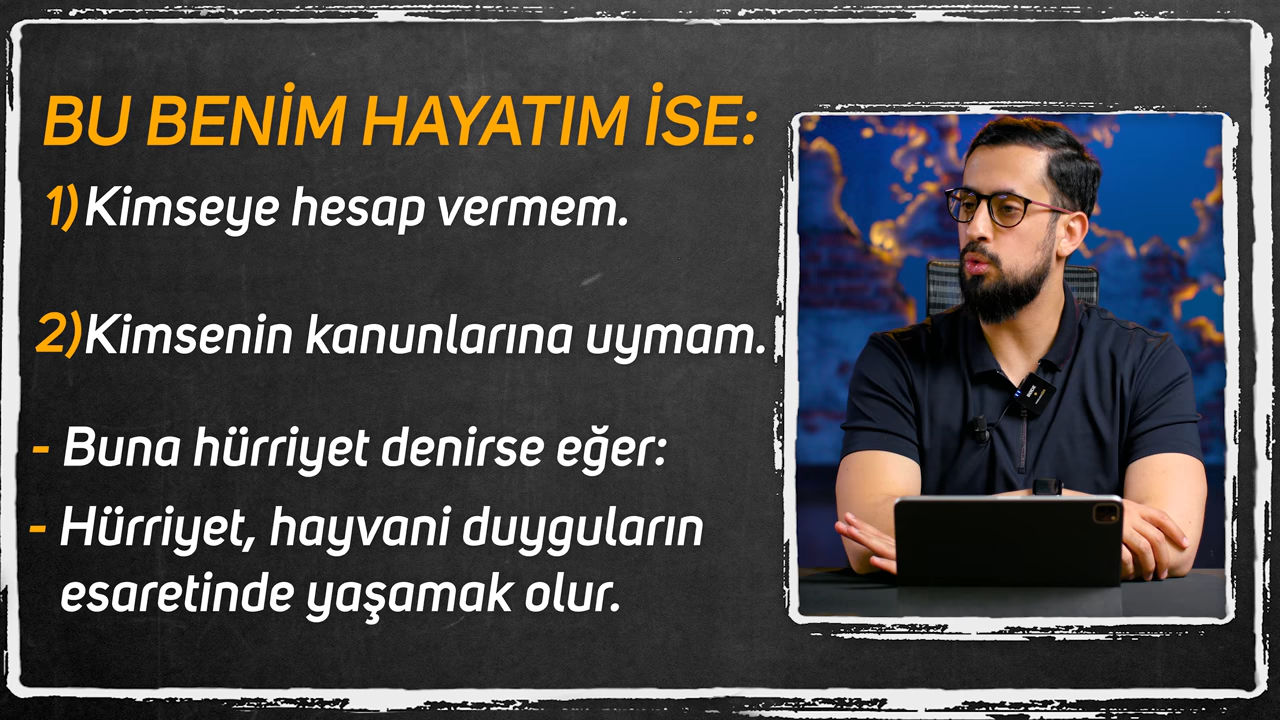 BU BENİM HAYATIM İSE:
1) Kimseye hesap vermem.
2) Kimsenin kanunlarına uymam.
- Buna hürriyet denirse eğer:
- Hürriyet, hayvani duyguların
esaretinde yaşamak olur.